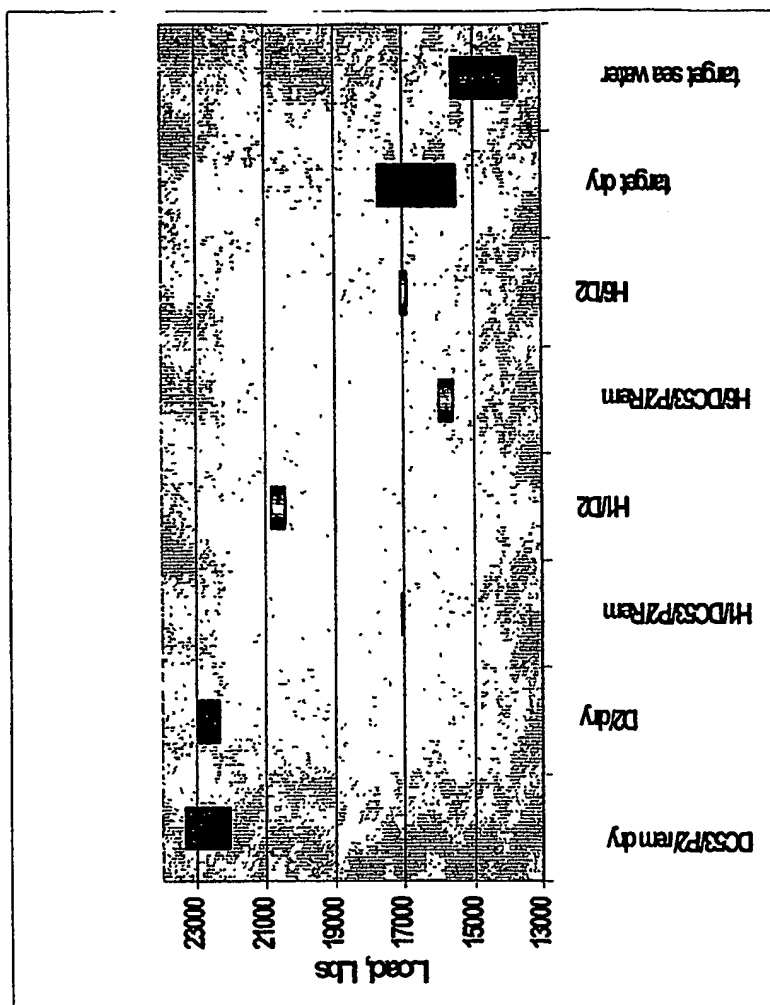 target sea water
target dry
H6/D2
H6/DC53/P2/Rem
H1/D2
H1/DC53/P2/Rem
D2/dry
DC53/P2/rem dry
23000
21000
19000
17000
15000
13000
Load, Lbs